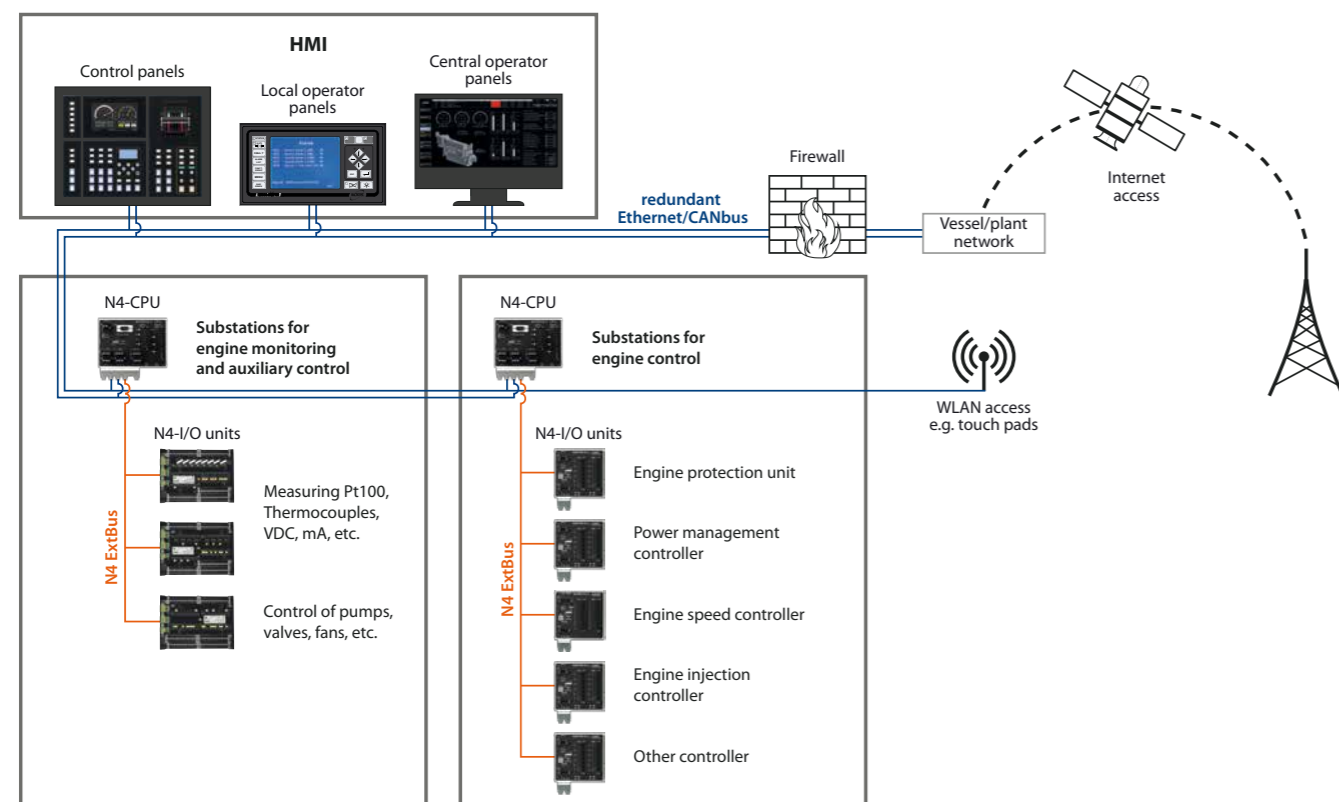 HMI
Control panels
Local operator
panels
Central operator
panels
redundant
Ethernet/CANbus
Firewall
Vessel/plant
network
Internet
access
N4-CPU
Substations for
engine monitoring
and auxiliary control
N4-I/O units
N4 ExtBus
Measuring Pt100,
Thermocouples,
VDC, mA, etc.
Control of pumps,
valves, fans, etc.
N4-CPU
Substations for
engine control
N4-I/O units
N4 ExtBus
Engine protection unit
Power management
controller
Engine speed controller
Engine injection
controller
Other controller
WLAN access
e.g. touch pads